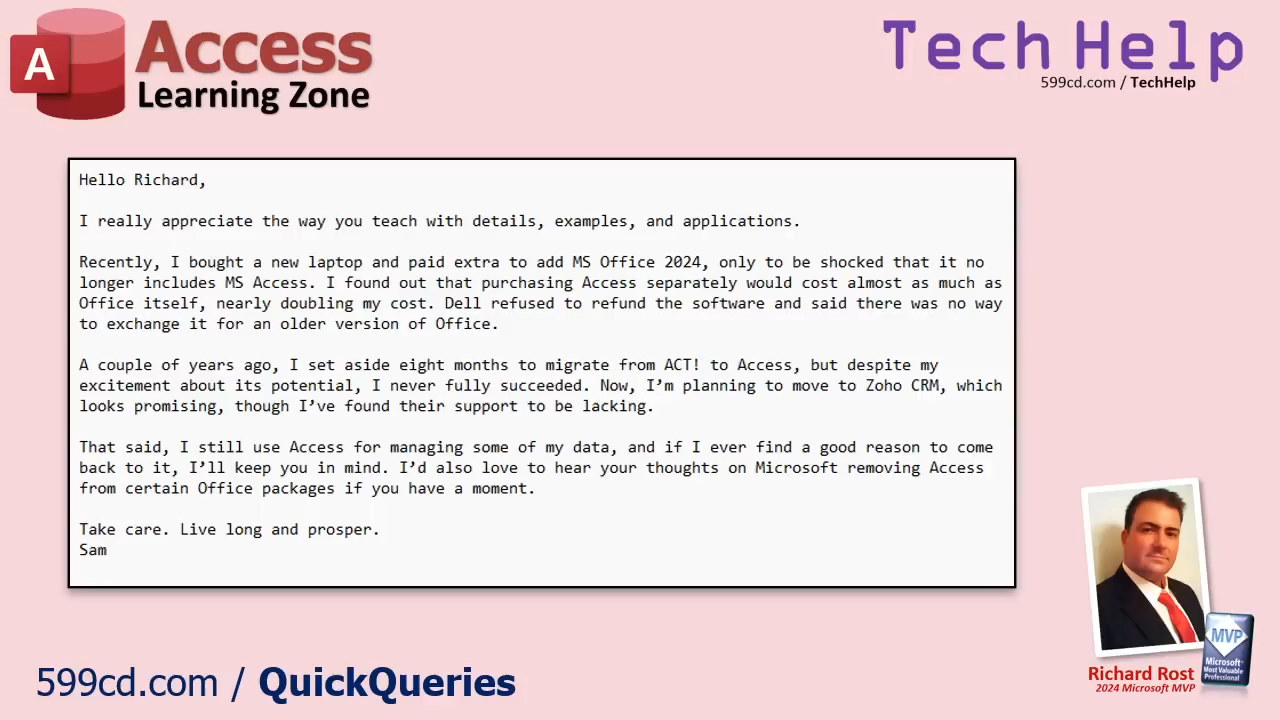 A
Access
Learning Zone
Tech Help
599cd.com / TechHelp
Hello Richard,
I really appreciate the way you teach with details, examples, and applications.
Recently, I bought a new laptop and paid extra to add MS Office 2024, only to be shocked that it no
longer includes MS Access. I found out that purchasing Access separately would cost almost as much as
Office itself, nearly doubling my cost. Dell refused to refund the software and said there was no way
to exchange it for an older version of Office.
A couple of years ago, I set aside eight months to migrate from ACT! to Access, but despite my
excitement about its potential, I never fully succeeded. Now, I’m planning to move to Zoho CRM, which
looks promising, though I’ve found their support to be lacking.
That said, I still use Access for managing some of my data, and if I ever find a good reason to come
back to it, I’ll keep you in mind. I’d also love to hear your thoughts on Microsoft removing Access
from certain Office packages if you have a moment.
Take care. Live long and prosper.
Sam
MVP
Microsoft
Most Valuable
Professional
Richard Rost
2024 Microsoft MVP
599cd.com / QuickQueries